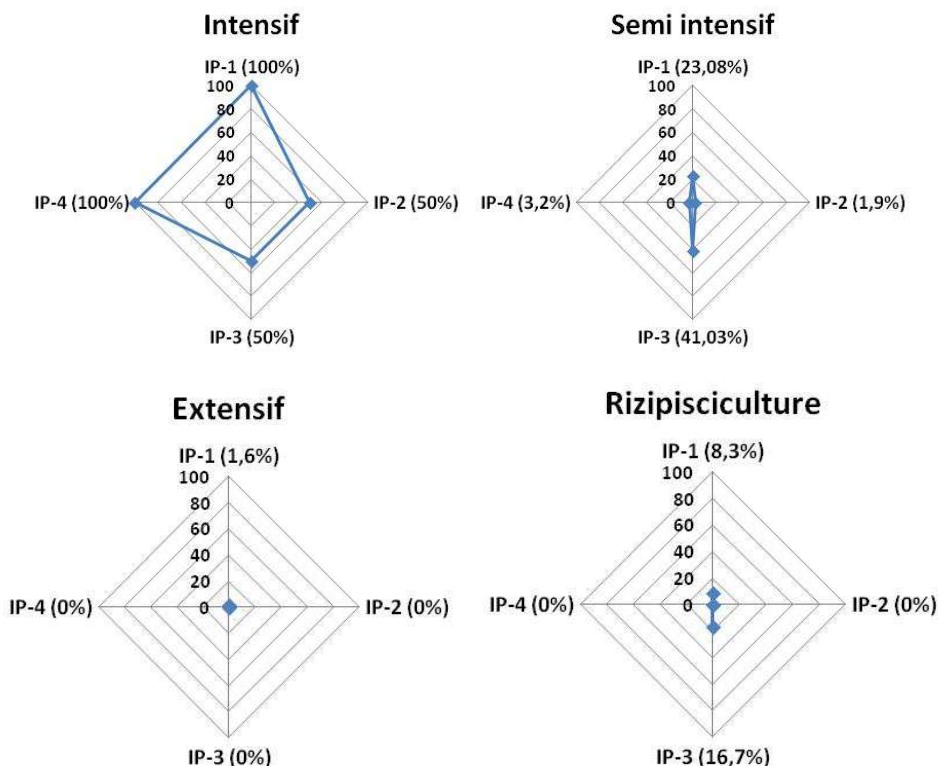 Intensif
IP-1 (100%)
100
80
60
40
20
0
IP-4 (100%)
IP-2 (50%)
IP-3 (50%)
Semi intensif
IP-1 (23,08%)
100
80
60
40
20
0
IP-4 (3,2%)
IP-2 (1,9%)
IP-3 (41,03%)
Extensif
IP-1 (1,6%)
100
80
60
40
20
0
IP-4 (0%)
IP-2 (0%)
IP-3 (0%)
Rizipisciculture
IP-1 (8,3%)
100
80
60
40
20
0
IP-4 (0%)
IP-2 (0%)
IP-3 (16,7%)